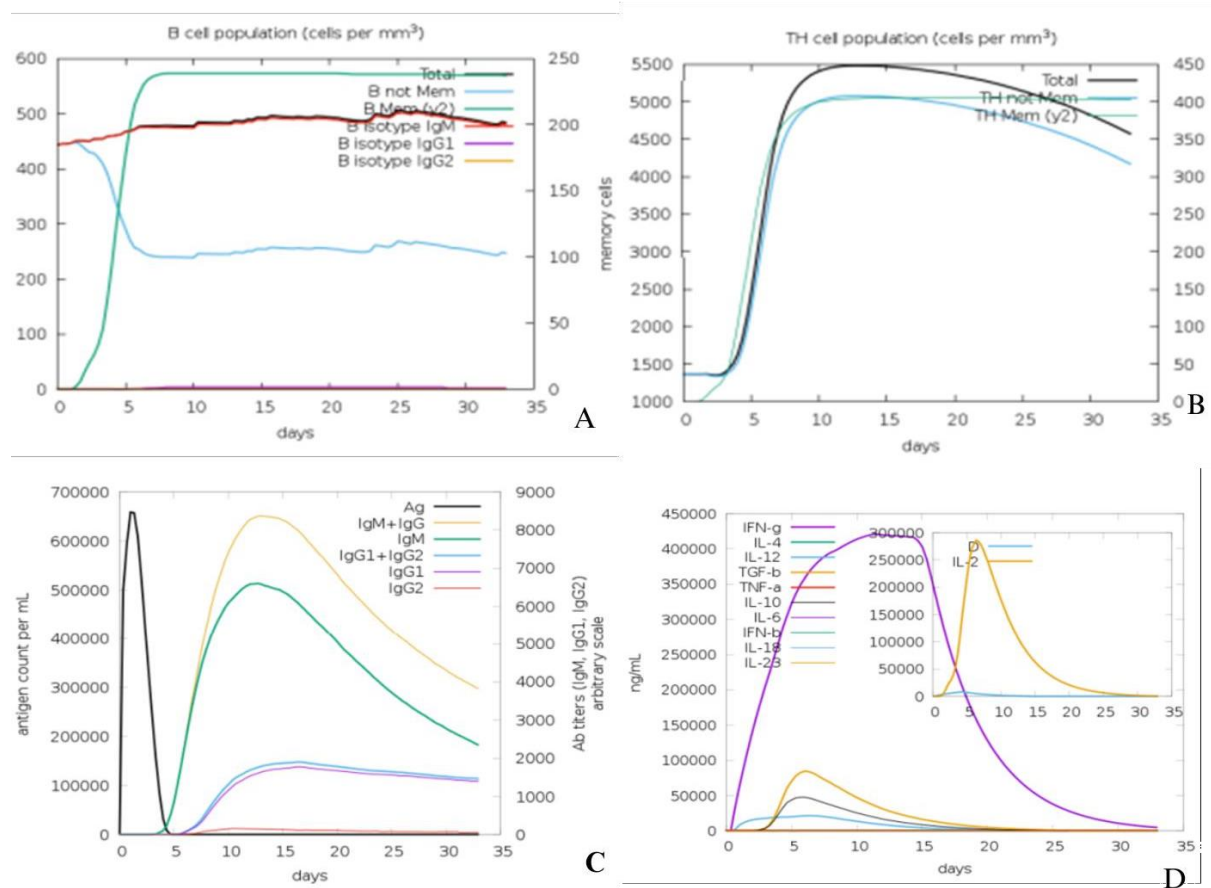 B cell population (cells per mm³)
600
500
400
300
200
100
0
250
200
150
100
50
0
memory cells
Total
B not Mem
B Mem (y2)
B isotype IgM
B isotype IgG1
B isotype IgG2
0 5 10 15 20 25 30 35
days
A
TH cell population (cells per mm³)
5500
5000
4500
4000
3500
3000
2500
2000
1500
1000
450
400
350
300
250
200
150
100
50
0
Total
TH not Mem
TH Mem (y2)
0 5 10 15 20 25 30 35
days
B
700000
600000
500000
400000
300000
200000
100000
0
antigen count per mL
9000
8000
7000
6000
5000
4000
3000
2000
1000
0
Ab titers (IgM, IgG1, IgG2)
arbitrary scale
Ag
IgM+IgG
IgM
IgG1+IgG2
IgG1
IgG2
0 5 10 15 20 25 30 35
days
C
450000
400000
350000
300000
250000
200000
150000
100000
50000
0
ng/mL
IFN-g
IL-4
IL-12
TGF-b
TNF-a
IL-10
IL-6
IFN-b
IL-18
IL-23
300000
250000
200000
150000
100000
50000
0
D
IL-2
0 5 10 15 20 25 30 35
0 5 10 15 20 25 30 35
days
D